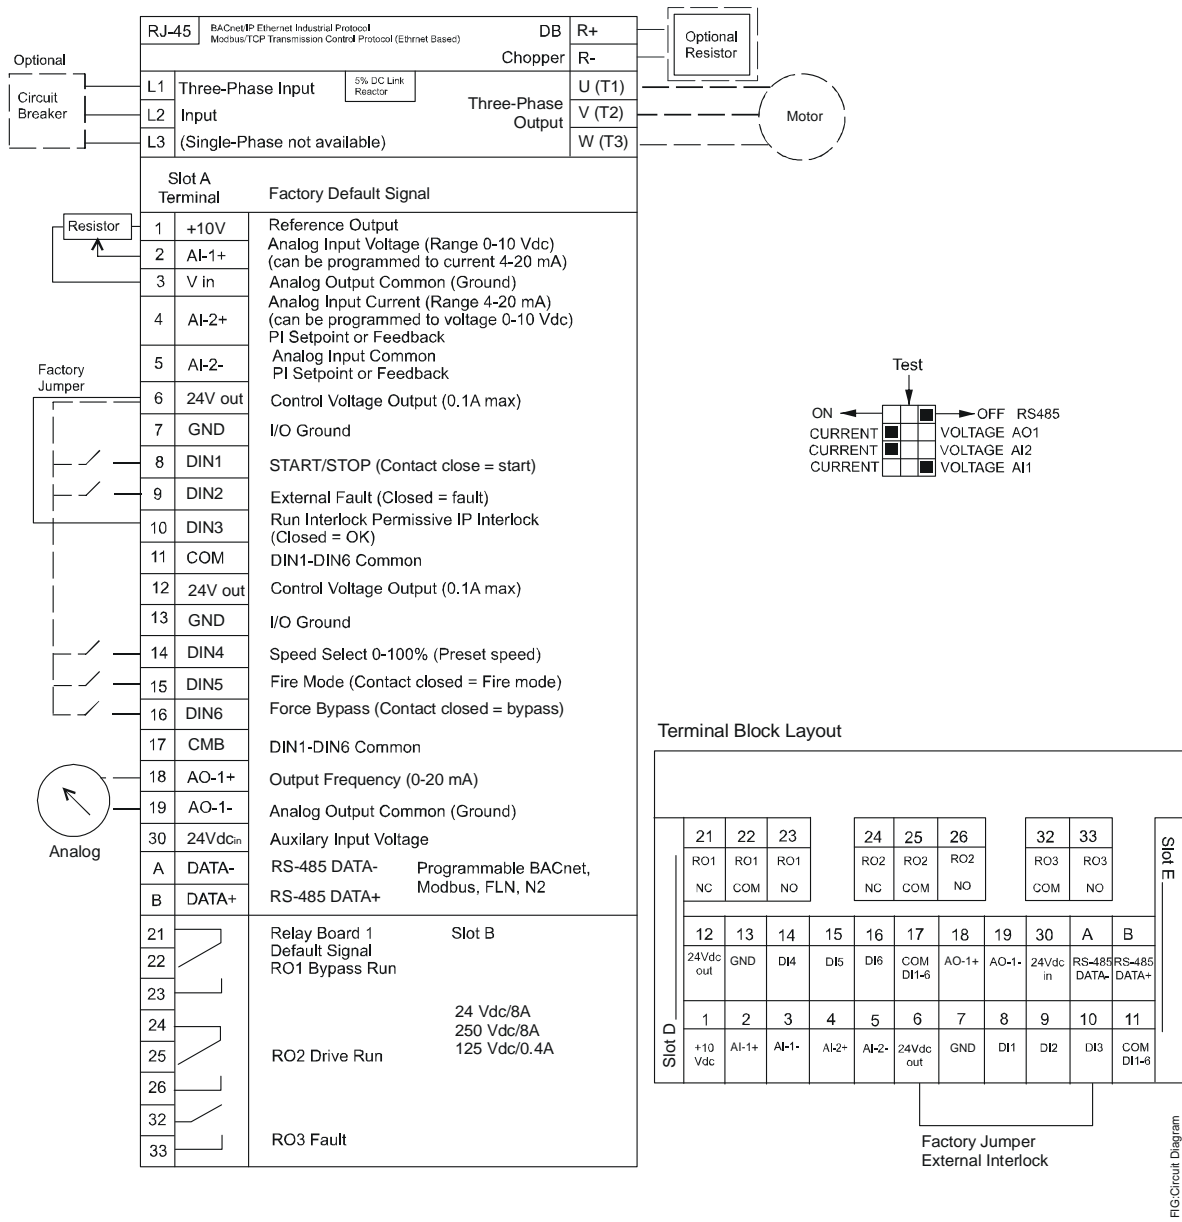 RJ-45 BACnet/IP Ethernet Industrial Protocol
Modbus/TCP Transmission Control Protocol (Ethrnet Based)
DB R+
Chopper R-
Optional
Resistor
Optional
Circuit
Breaker
L1 Three-Phase Input
5% DC Link
Reactor
L2 Input
L3 (Single-Phase not available)
Three-Phase
Output
U (T1)
V (T2)
W (T3)
Motor
Slot A
Terminal
Factory Default Signal
Resistor
1 +10V Reference Output
2 AI-1+ Analog Input Voltage (Range 0-10 Vdc)
(can be programmed to current 4-20 mA)
3 V in Analog Output Common (Ground)
4 AI-2+ Analog Input Current (Range 4-20 mA)
(can be programmed to voltage 0-10 Vdc)
PI Setpoint or Feedback
5 AI-2- Analog Input Common
PI Setpoint or Feedback
Factory
Jumper
6 24V out Control Voltage Output (0.1A max)
7 GND I/O Ground
8 DIN1 START/STOP (Contact close = start)
9 DIN2 External Fault (Closed = fault)
10 DIN3 Run Interlock Permissive IP Interlock
(Closed = OK)
11 COM DIN1-DIN6 Common
12 24V out Control Voltage Output (0.1A max)
13 GND I/O Ground
14 DIN4 Speed Select 0-100% (Preset speed)
15 DIN5 Fire Mode (Contact closed = Fire mode)
16 DIN6 Force Bypass (Contact closed = bypass)
17 CMB DIN1-DIN6 Common
18 AO-1+ Output Frequency (0-20 mA)
19 AO-1- Analog Output Common (Ground)
Analog
30 24Vdcin Auxilary Input Voltage
A DATA- RS-485 DATA-
B DATA+ RS-485 DATA+
Programmable BACnet,
Modbus, FLN, N2
21
22
23
24
25
26
32
33
Relay Board 1 Slot B
Default Signal
RO1 Bypass Run
24 Vdc/8A
250 Vdc/8A
125 Vdc/0.4A
RO2 Drive Run
RO3 Fault
Test
ON OFF RS485
CURRENT VOLTAGE AO1
CURRENT VOLTAGE AI2
CURRENT VOLTAGE AI1
Terminal Block Layout
Slot D
Slot E
21 22 23 24 25 26 32 33
RO1 RO1 RO1 RO2 RO2 RO2 RO3 RO3
NC COM NO NC COM NO COM NO
12 13 14 15 16 17 18 19 30 A B
24Vdc GND DI4 DI5 DI6 COM AO-1+ AO-1- 24Vdc RS-485 RS-485
out DI1-6 in DATA- DATA+
1 2 3 4 5 6 7 8 9 10 11
+10 AI-1+ AI-1- AI-2+ AI-2- 24Vdc GND DI1 DI2 DI3 COM
Vdc out DI1-6
Factory Jumper
External Interlock
FIG:Circuit Diagram